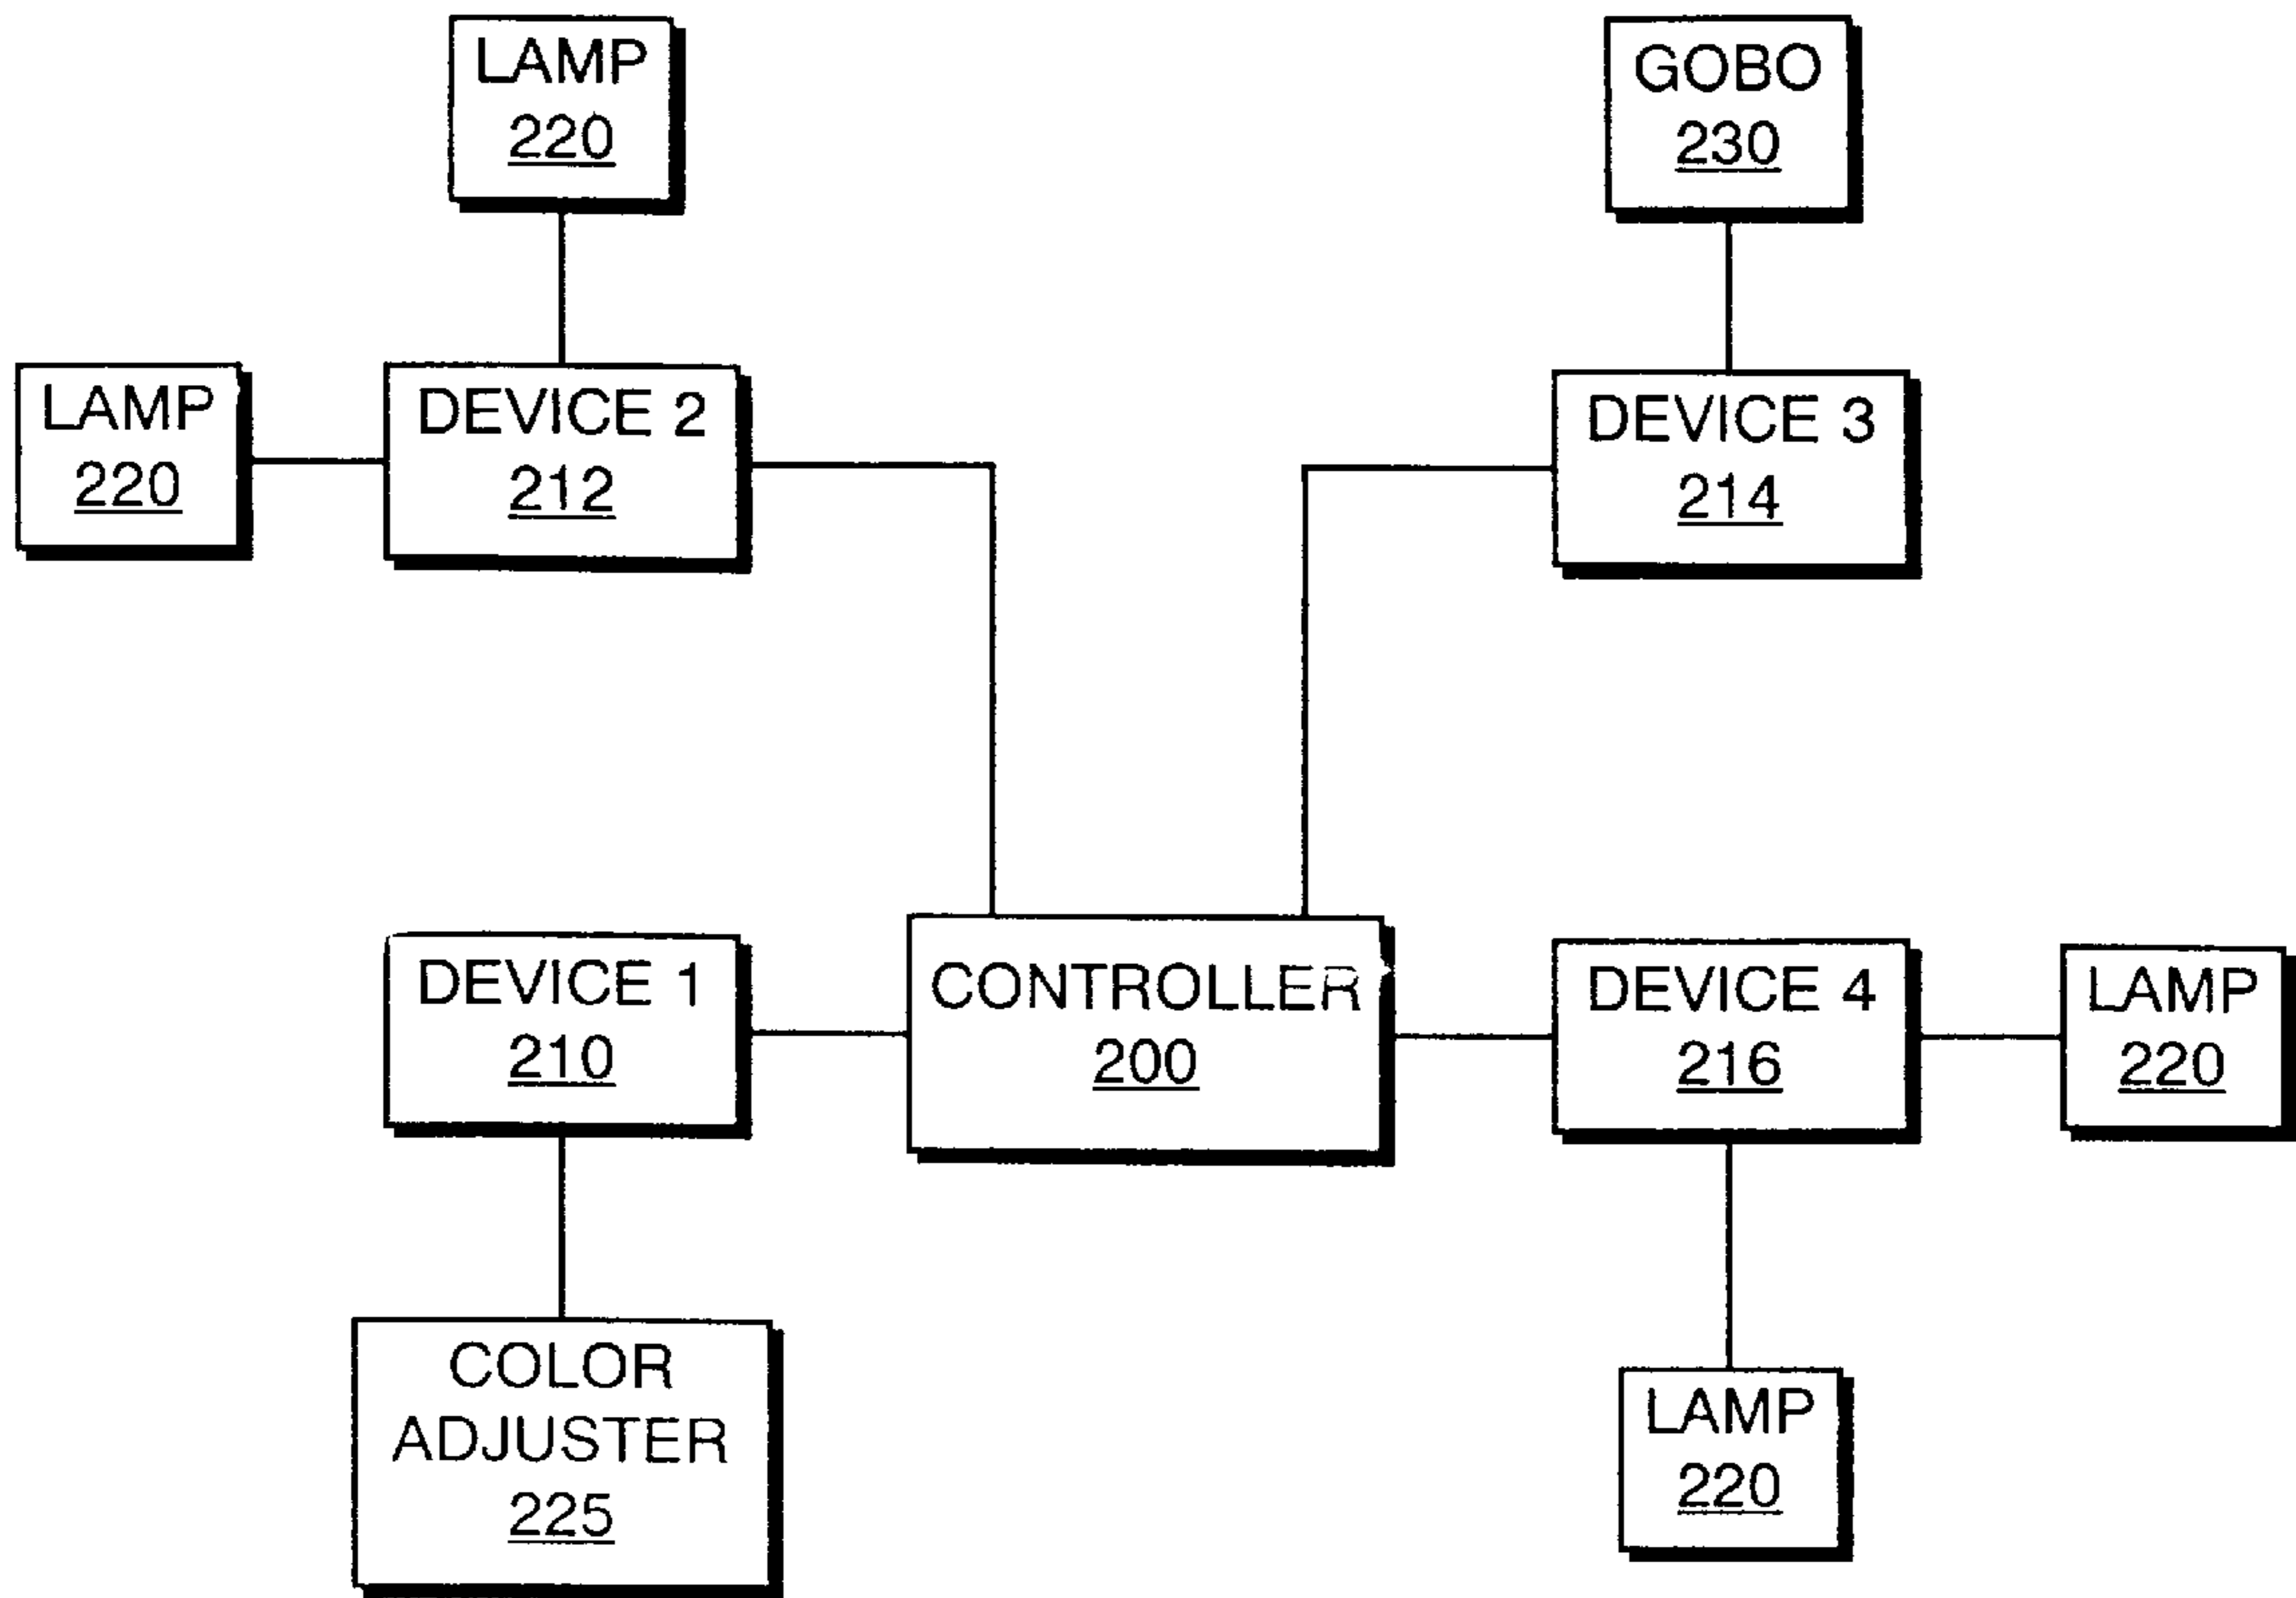 LAMP
220
GOBO
230
LAMP
220
DEVICE 2
212
DEVICE 3
214
DEVICE 1
210
CONTROLLER
200
DEVICE 4
216
LAMP
220
COLOR
ADJUSTER
225
LAMP
220